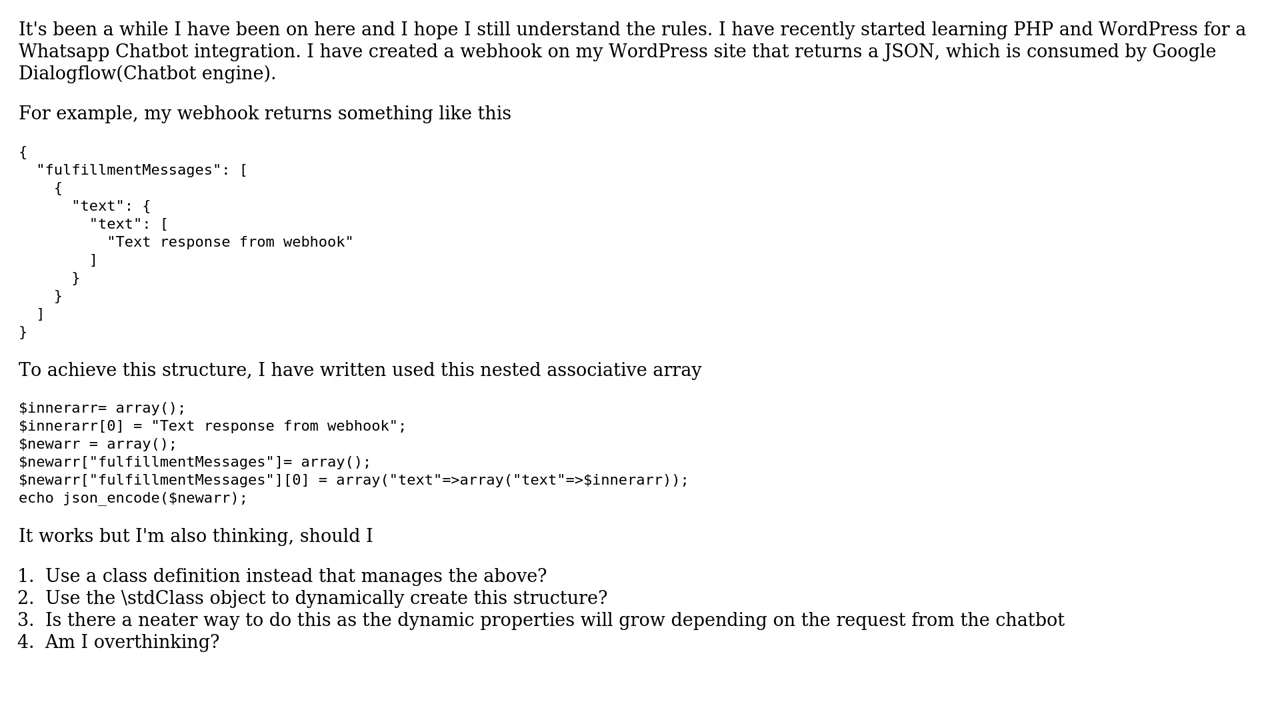 It's been a while I have been on here and I hope I still understand the rules. I have recently started learning PHP and WordPress for a
Whatsapp Chatbot integration. I have created a webhook on my WordPress site that returns a JSON, which is consumed by Google
Dialogflow(Chatbot engine).
For example, my webhook returns something like this
{
  "fulfillmentMessages": [
    {
      "text": {
        "text": [
          "Text response from webhook"
        ]
      }
    }
  ]
}
To achieve this structure, I have written used this nested associative array
$innerarr= array();
$innerarr[0] = "Text response from webhook";
$newarr = array();
$newarr["fulfillmentMessages"]= array();
$newarr["fulfillmentMessages"][0] = array("text"=>array("text"=>$innerarr));
echo json_encode($newarr);
It works but I'm also thinking, should I
1. Use a class definition instead that manages the above?
2. Use the \stdClass object to dynamically create this structure?
3. Is there a neater way to do this as the dynamic properties will grow depending on the request from the chatbot
4. Am I overthinking?